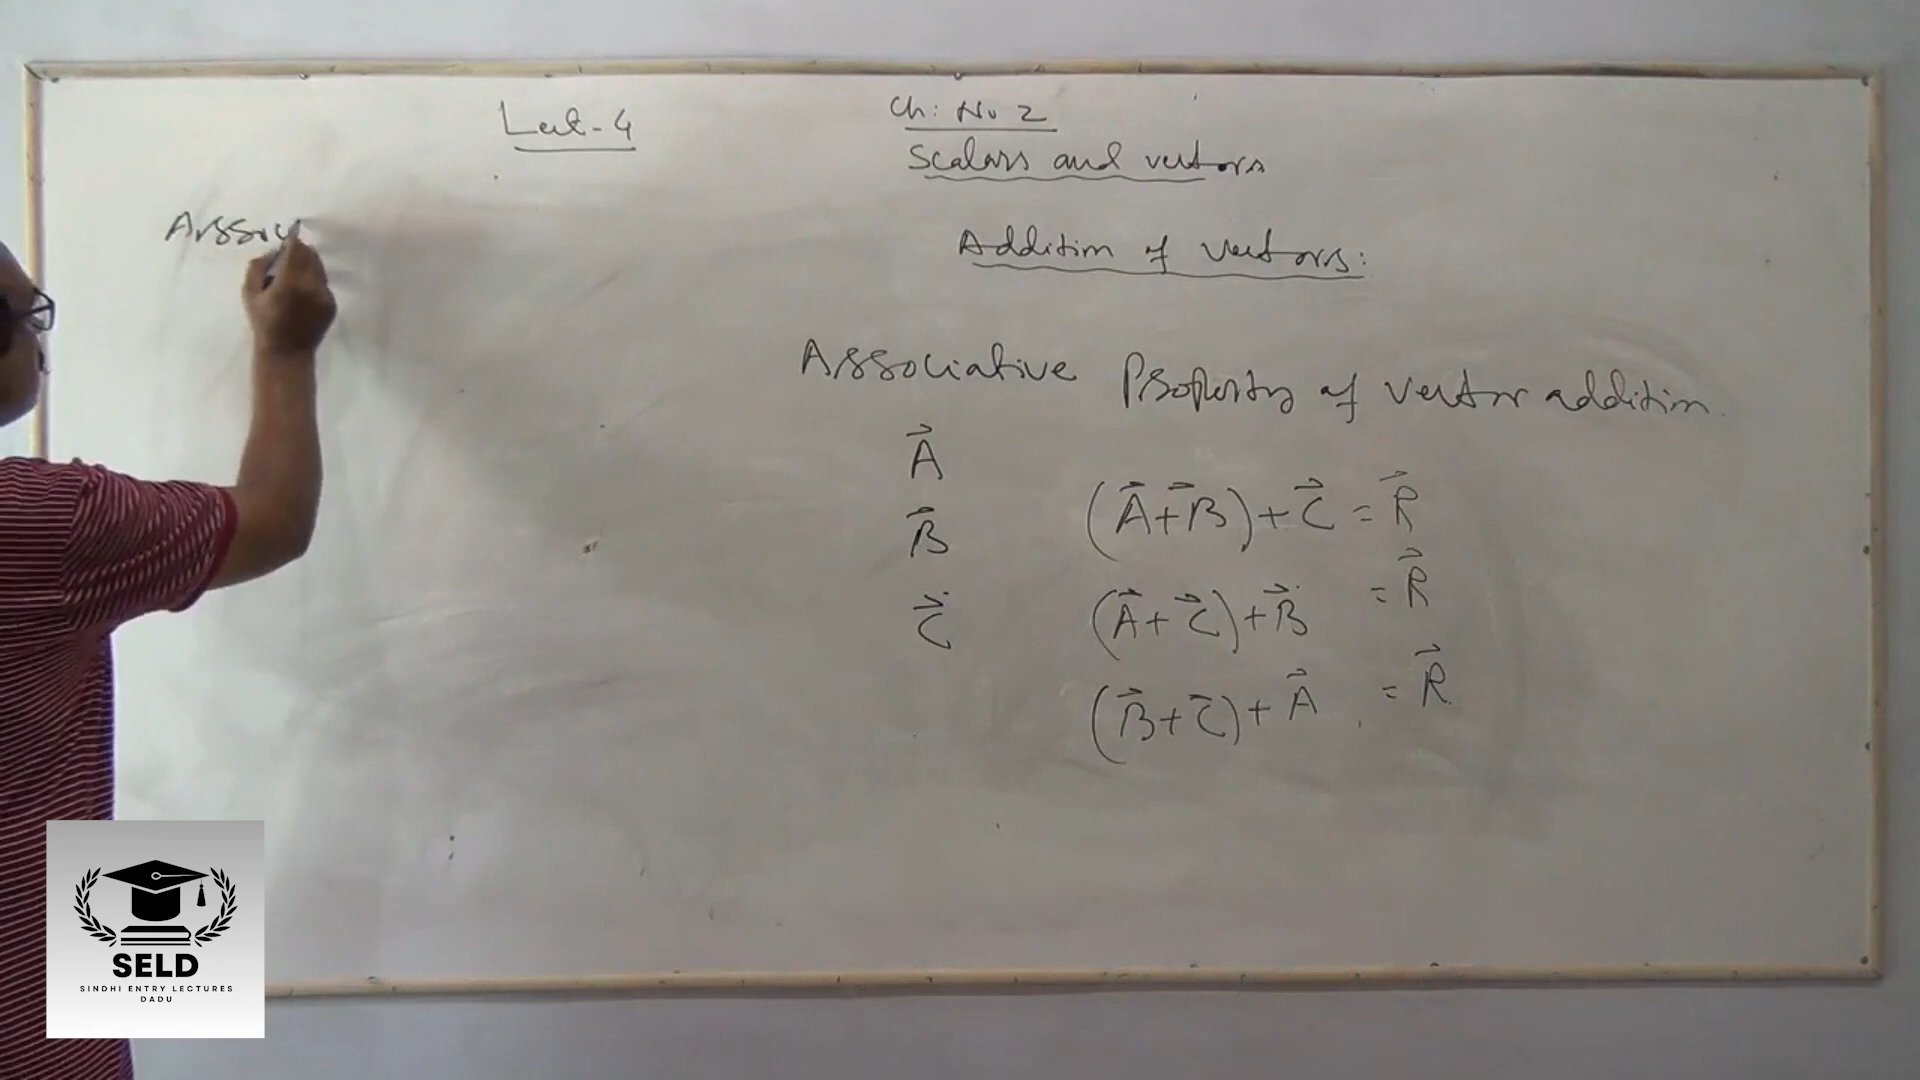 Lect-4
Ch: No 2
Scalars and vectors
Addition of vectors:
Associ
Associative Property of vector addition.
A⃗
B⃗
C⃗
(A⃗+B⃗)+C⃗ = R⃗
(A⃗+C⃗)+B⃗ = R⃗
(B⃗+C⃗)+A⃗ = R⃗
SELD
SINDHI ENTRY LECTURES
DADU